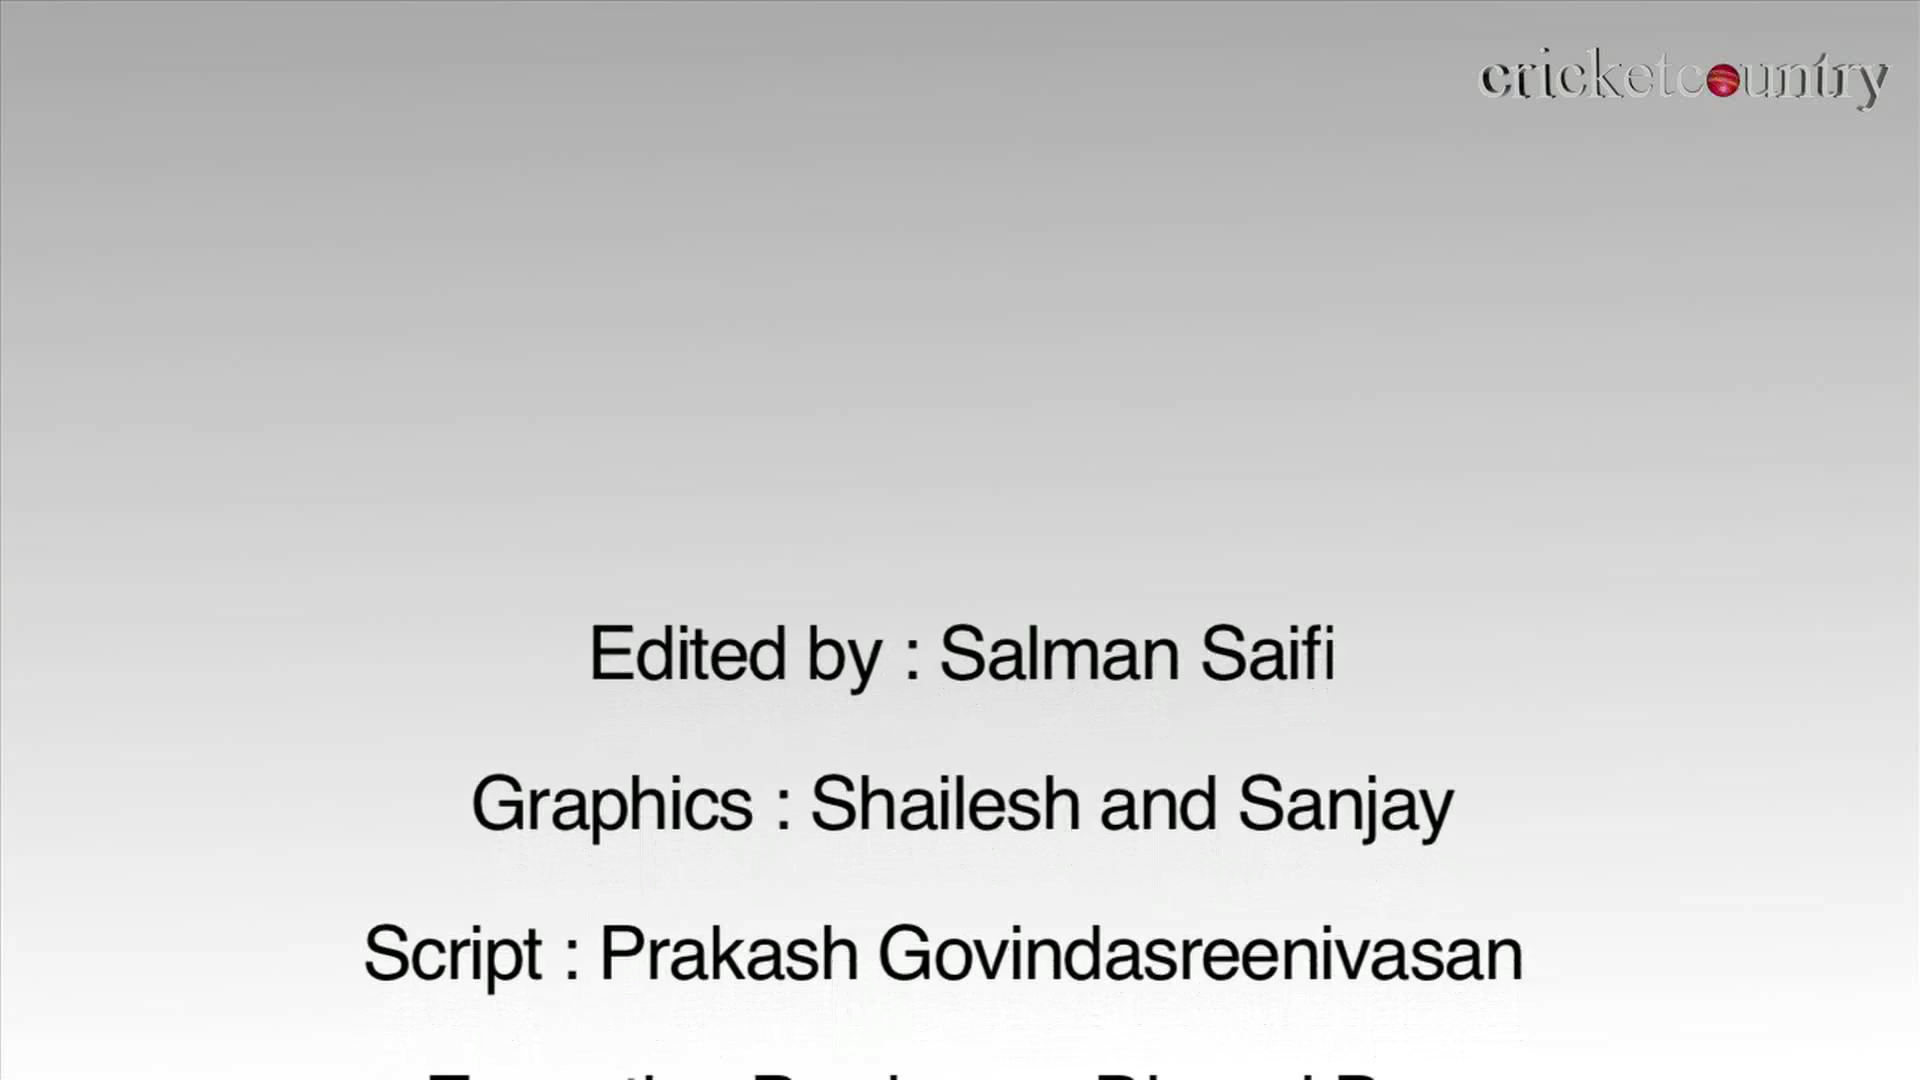 cricketcountry
Edited by : Salman Saifi
Graphics : Shailesh and Sanjay
Script : Prakash Govindasreenivasan